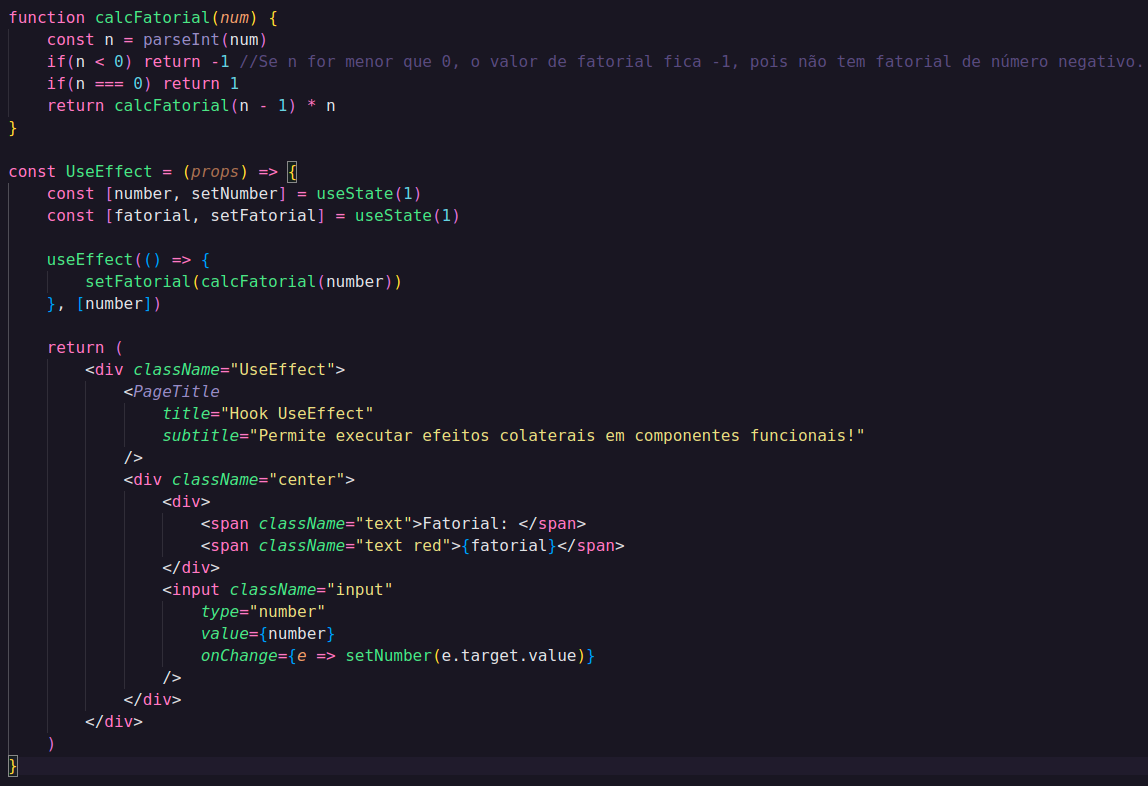 function calcFatorial(num) {
    const n = parseInt(num)
    if(n < 0) return -1 //Se n for menor que 0, o valor de fatorial fica -1, pois não tem fatorial de número negativo.
    if(n === 0) return 1
    return calcFatorial(n - 1) * n
}

const UseEffect = (props) => {
    const [number, setNumber] = useState(1)
    const [fatorial, setFatorial] = useState(1)

    useEffect(() => {
        setFatorial(calcFatorial(number))
    }, [number])

    return (
        <div className="UseEffect">
            <PageTitle
                title="Hook UseEffect"
                subtitle="Permite executar efeitos colaterais em componentes funcionais!"
            />
            <div className="center">
                <div>
                    <span className="text">Fatorial: </span>
                    <span className="text red">{fatorial}</span>
                </div>
                <input className="input"
                    type="number"
                    value={number}
                    onChange={e => setNumber(e.target.value)}
                />
            </div>
        </div>
    )
}